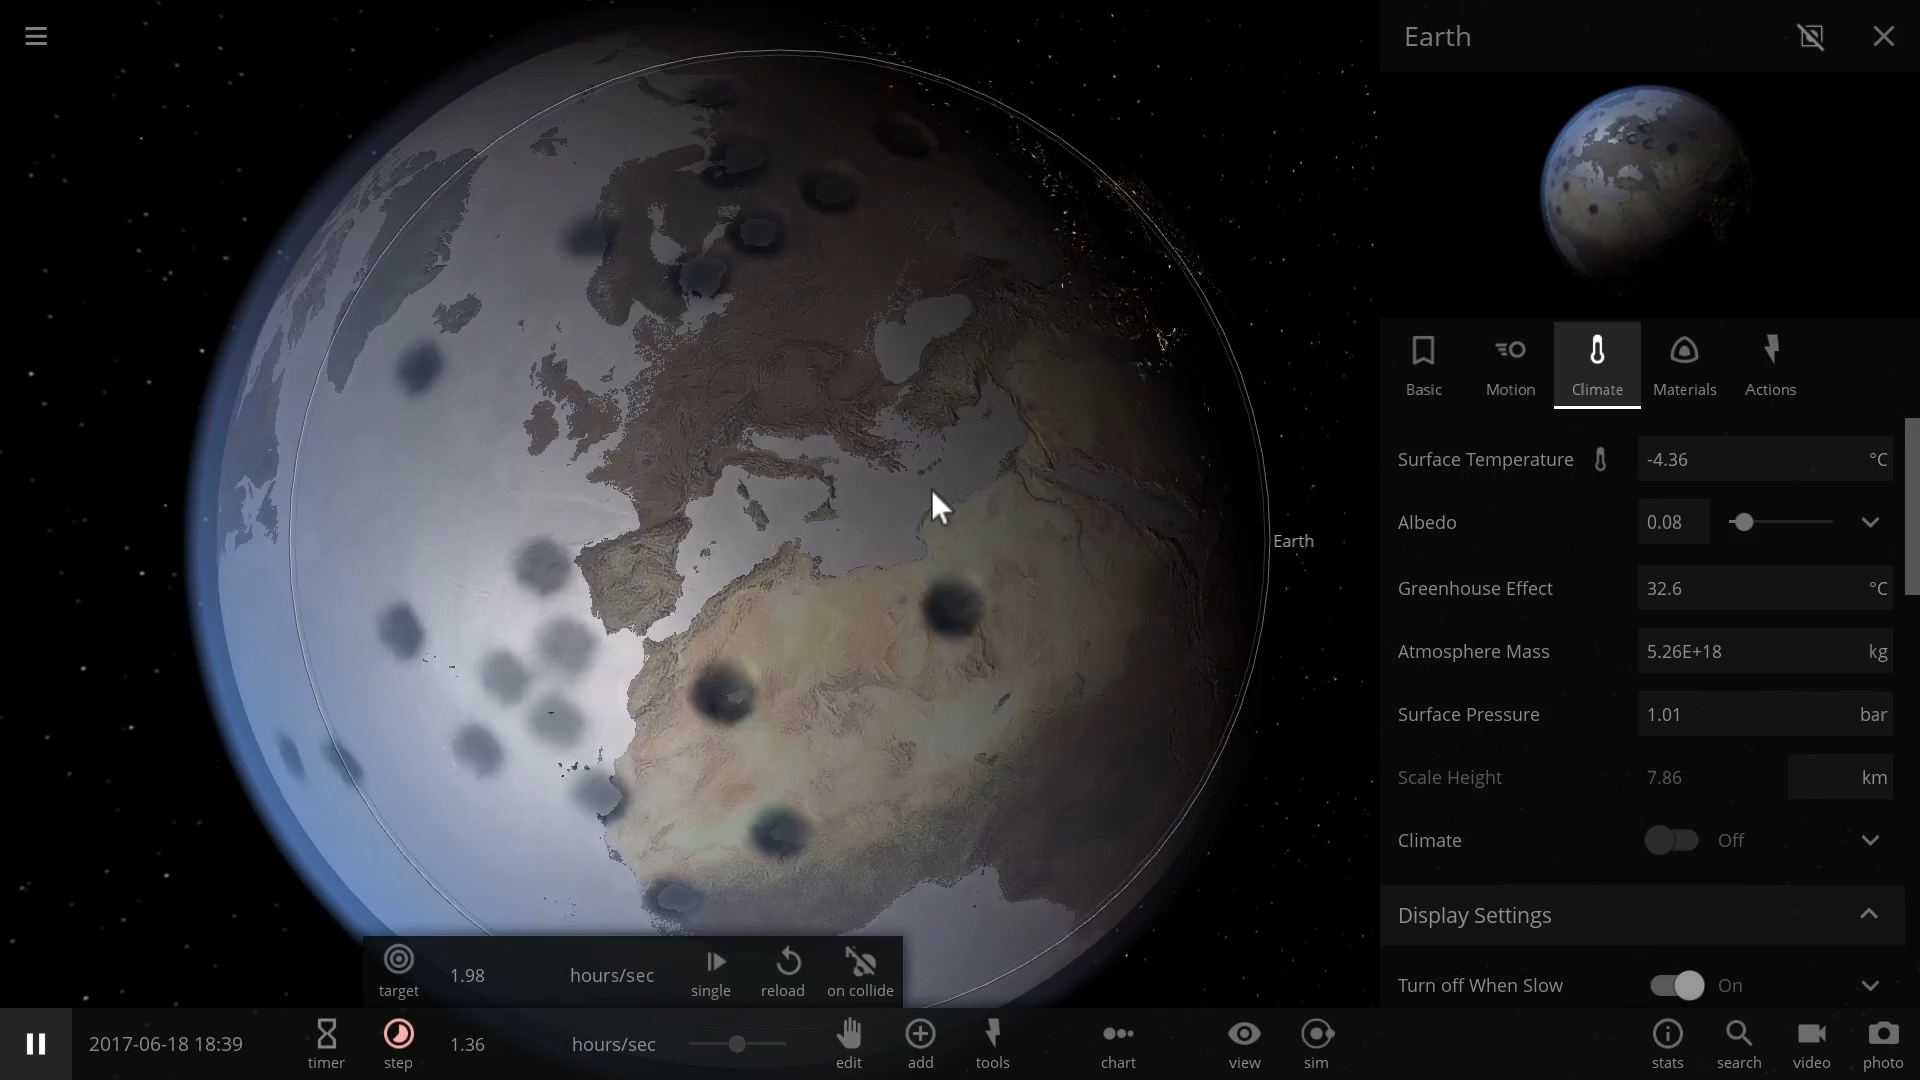 Earth
Basic
Motion
Climate
Materials
Actions
Surface Temperature -4.36 °C
Albedo 0.08
Greenhouse Effect 32.6 °C
Atmosphere Mass 5.26E+18 kg
Surface Pressure 1.01 bar
Scale Height 7.86 km
Climate Off
Display Settings
Turn off When Slow On
Earth
target 1.98 hours/sec single reload on collide
2017-06-18 18:39 timer step 1.36 hours/sec edit add tools chart view sim stats search video photo